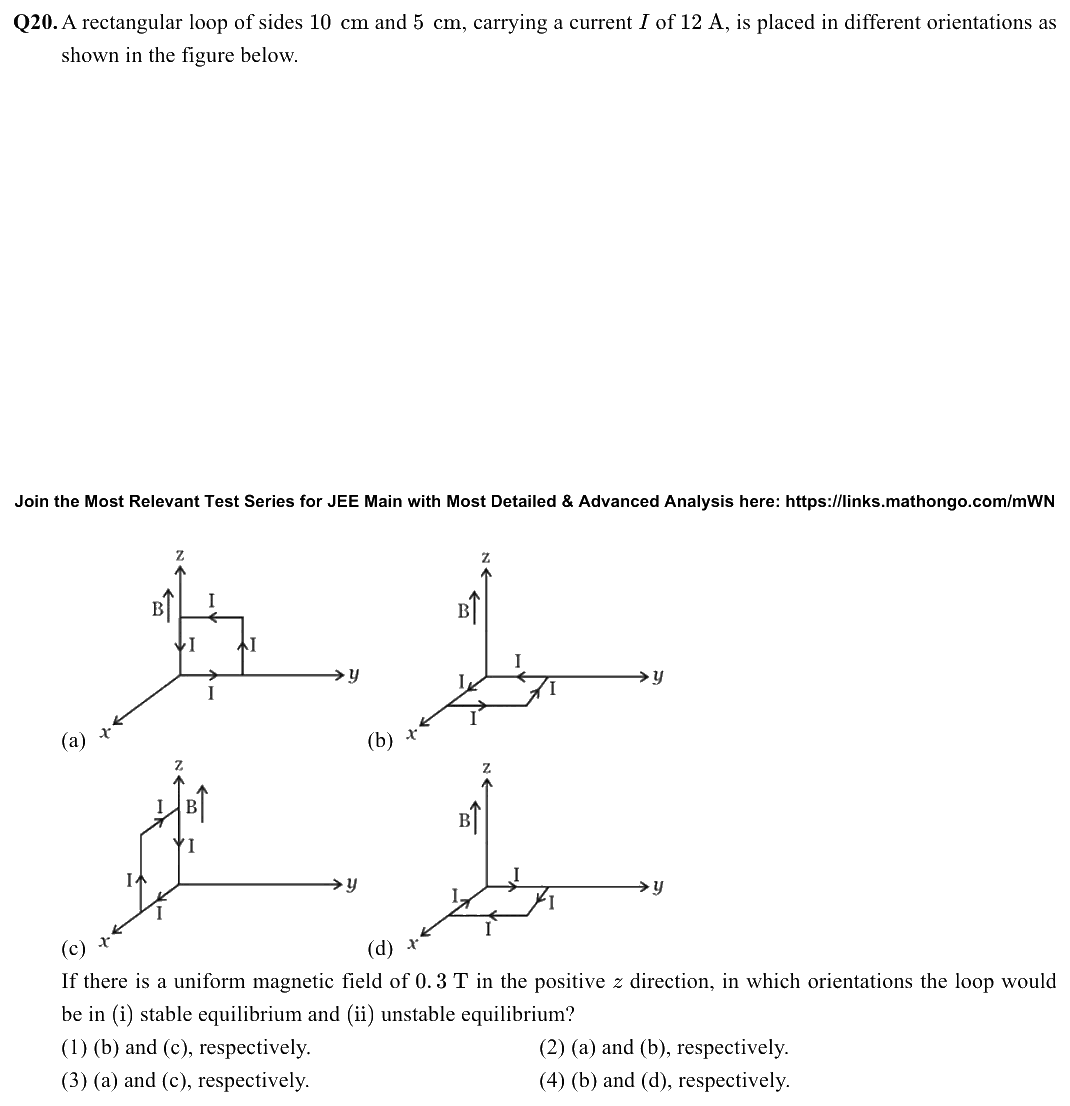 Q20. A rectangular loop of sides 10 cm and 5 cm, carrying a current I of 12 A, is placed in different orientations as
shown in the figure below.
Join the Most Relevant Test Series for JEE Main with Most Detailed & Advanced Analysis here: https://links.mathongo.com/mWN
z
B
I
I
I
I
y
x
(a)
z
B
I
I
I
I
y
x
(b)
z
I
B
I
I
I
y
x
(c)
z
B
I
I
I
I
y
x
(d)
If there is a uniform magnetic field of 0.3 T in the positive z direction, in which orientations the loop would
be in (i) stable equilibrium and (ii) unstable equilibrium?
(1) (b) and (c), respectively.
(2) (a) and (b), respectively.
(3) (a) and (c), respectively.
(4) (b) and (d), respectively.